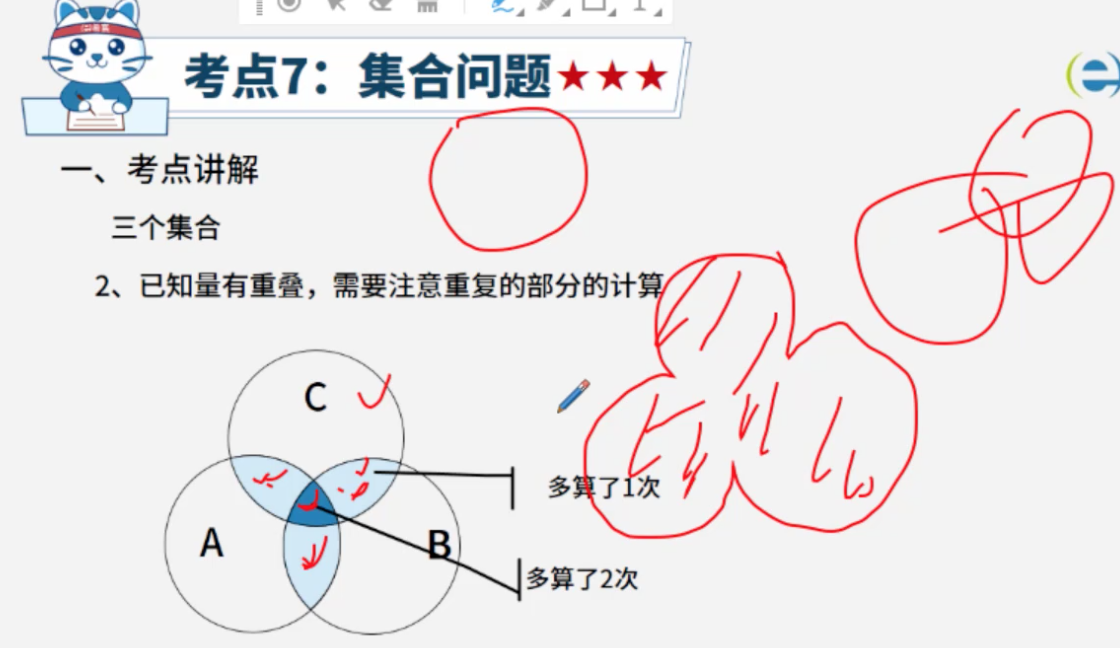 考点7：集合问题★★★
一、考点讲解
三个集合
2、已知量有重叠，需要注意重复的部分的计算
C
多算了1次
A
B
多算了2次